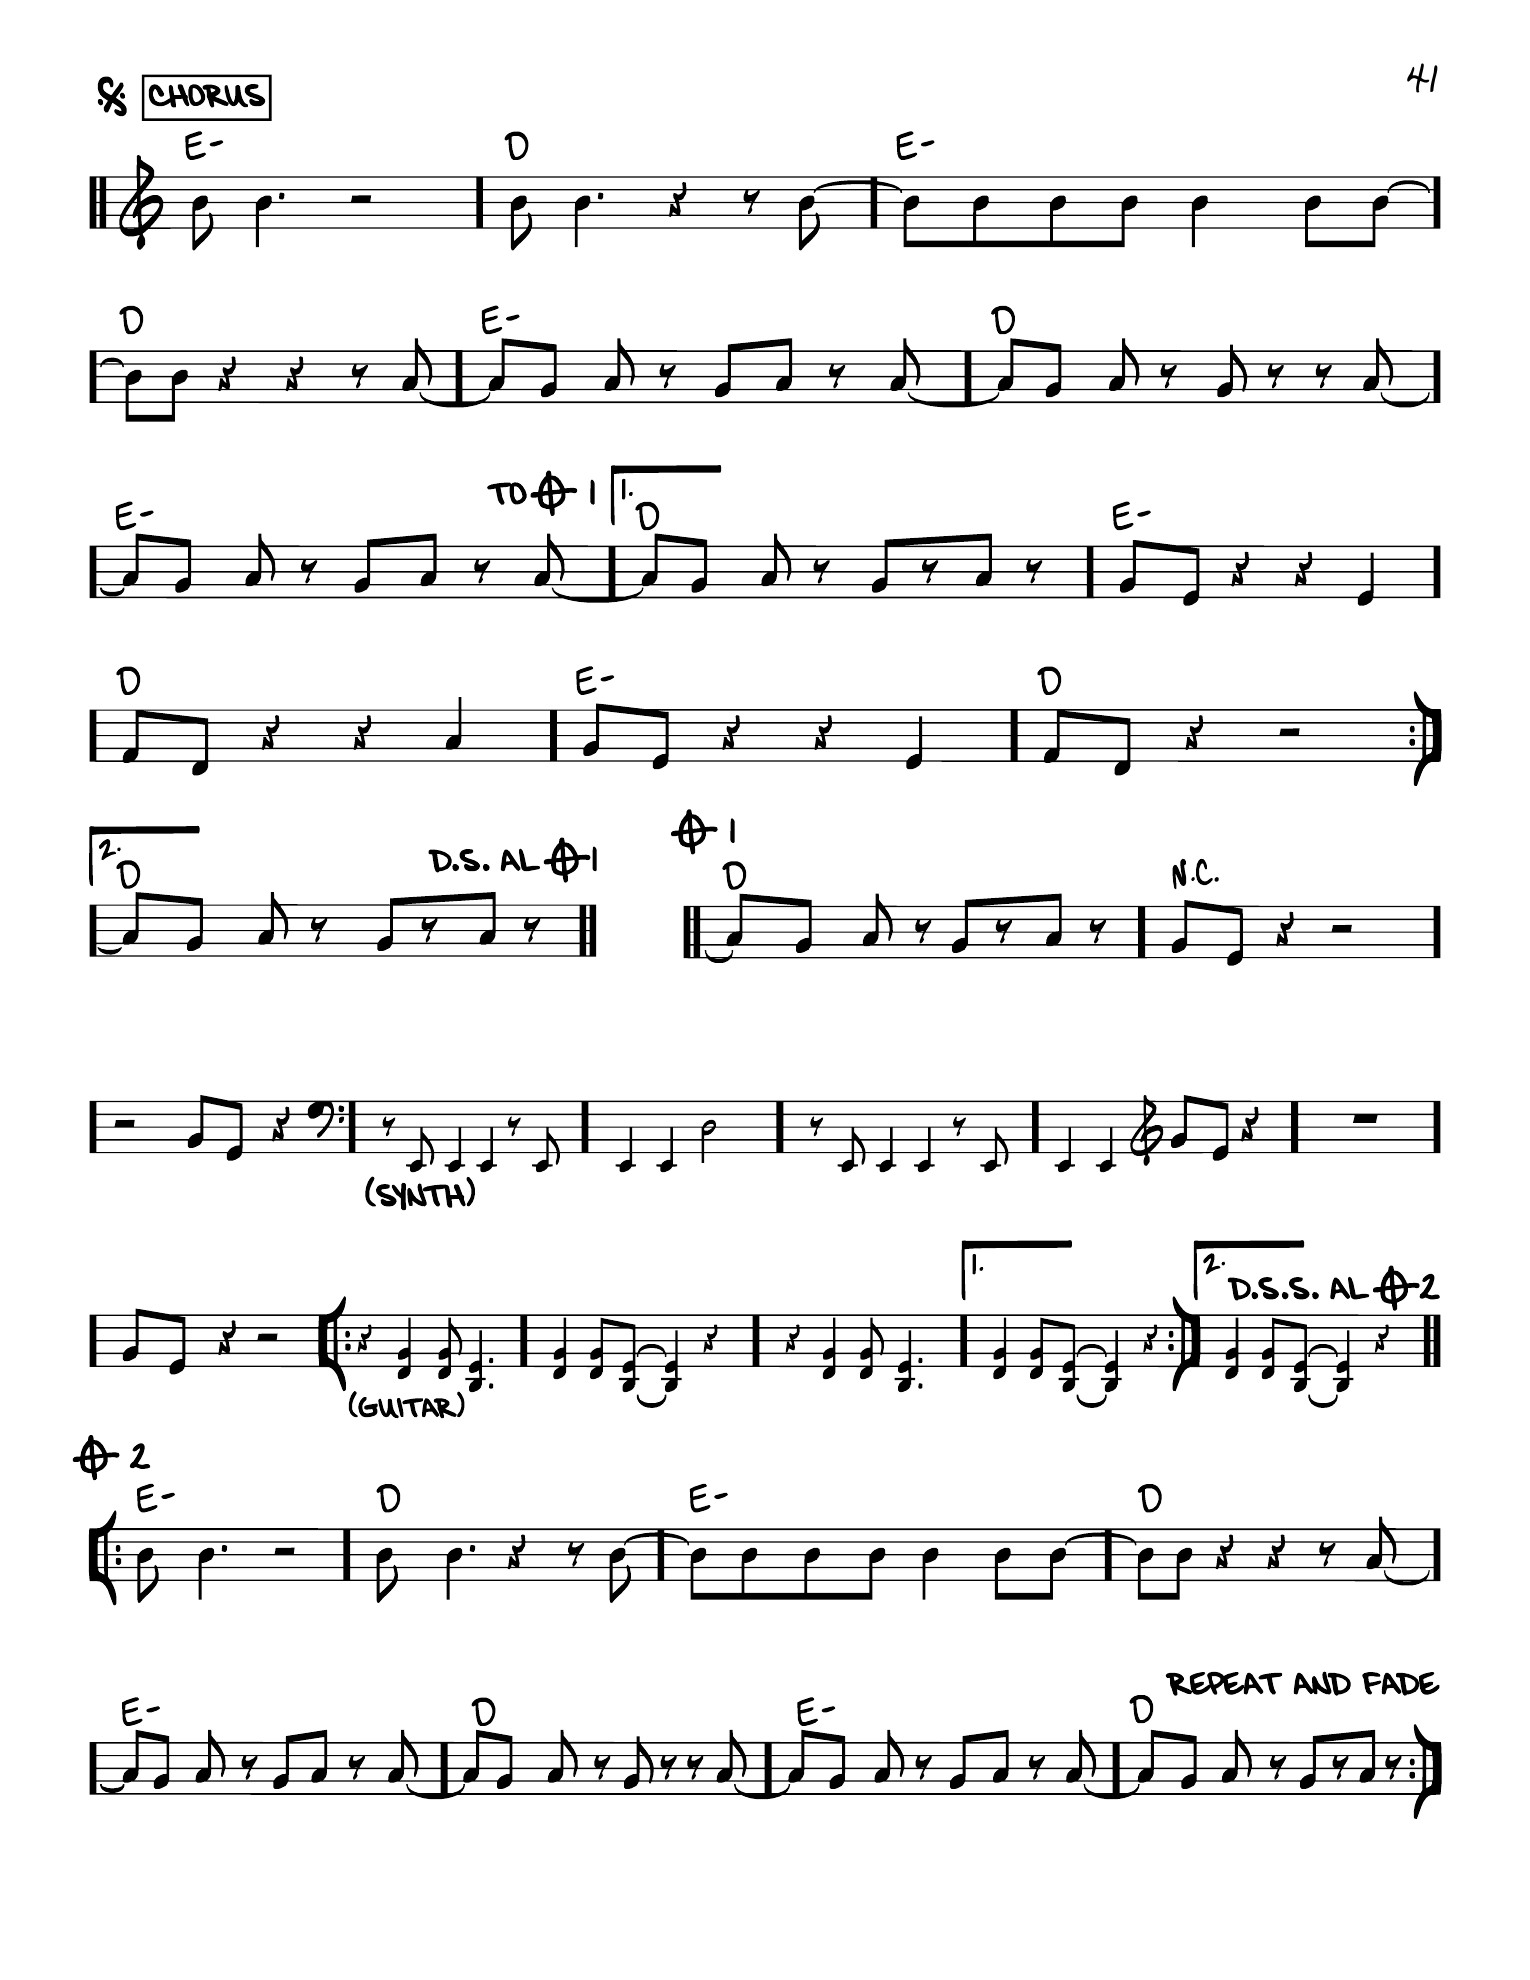 41
CHORUS
E- D E-
D E- D
TO 1 1.
E- D E-
D E- D
2. D.S. AL 1 1
D D N.C.
(SYNTH)
1. 2. D.S.S. AL 2
(GUITAR)
2
E- D E- D
REPEAT AND FADE
E- D E- D